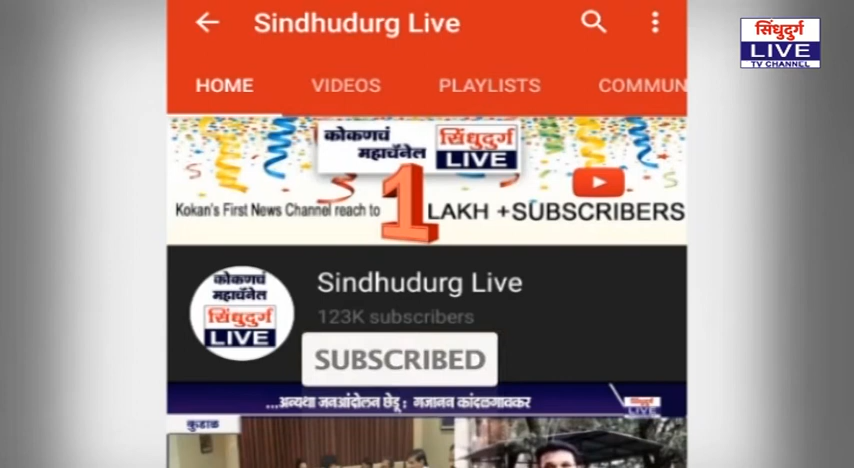 Sindhudurg Live
सिंधुदुर्ग
LIVE
TV CHANNEL
HOME VIDEOS PLAYLISTS COMMUN
कोकणचं
महाचॅनेल
सिंधुदुर्ग
LIVE
Kokan's First News Channel reach to 1 LAKH +SUBSCRIBERS
कोकणचं
महाचॅनेल
सिंधुदुर्ग
LIVE
Sindhudurg Live
123K subscribers
SUBSCRIBED
...अन्यथा जनआंदोलन छेडू : गजानन कांदळगावकर
सिंधुदुर्ग
LIVE
कुडाळ